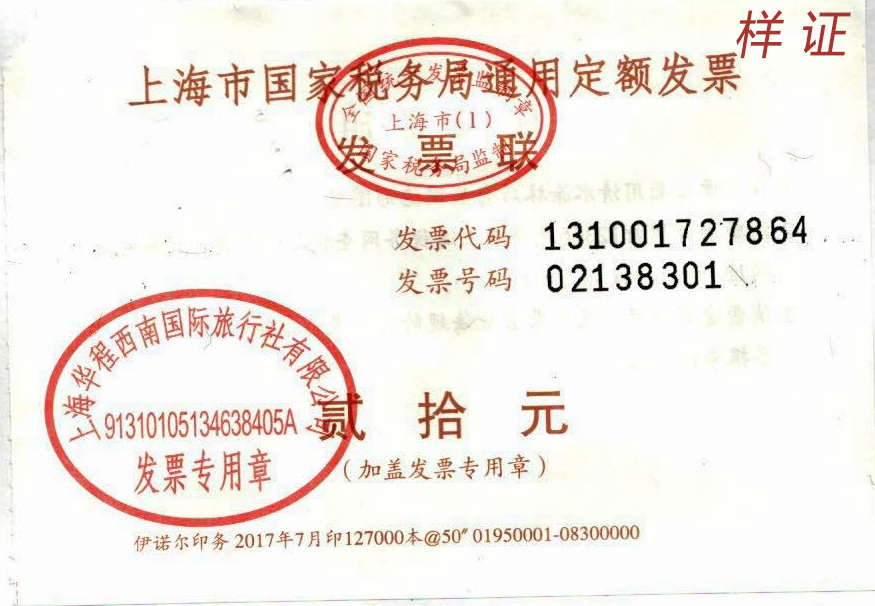 样证
上海市国家税务局通用定额发票
全国统一发票监制章
上海市(1)
国家税务局监制
发票联
发票代码 131001727864
发票号码 02138301
上海华程西南国际旅行社有限公司
91310105134638405A
发票专用章
贰拾元
(加盖发票专用章)
伊诺尔印务 2017年7月印127000本@50″ 01950001-08300000